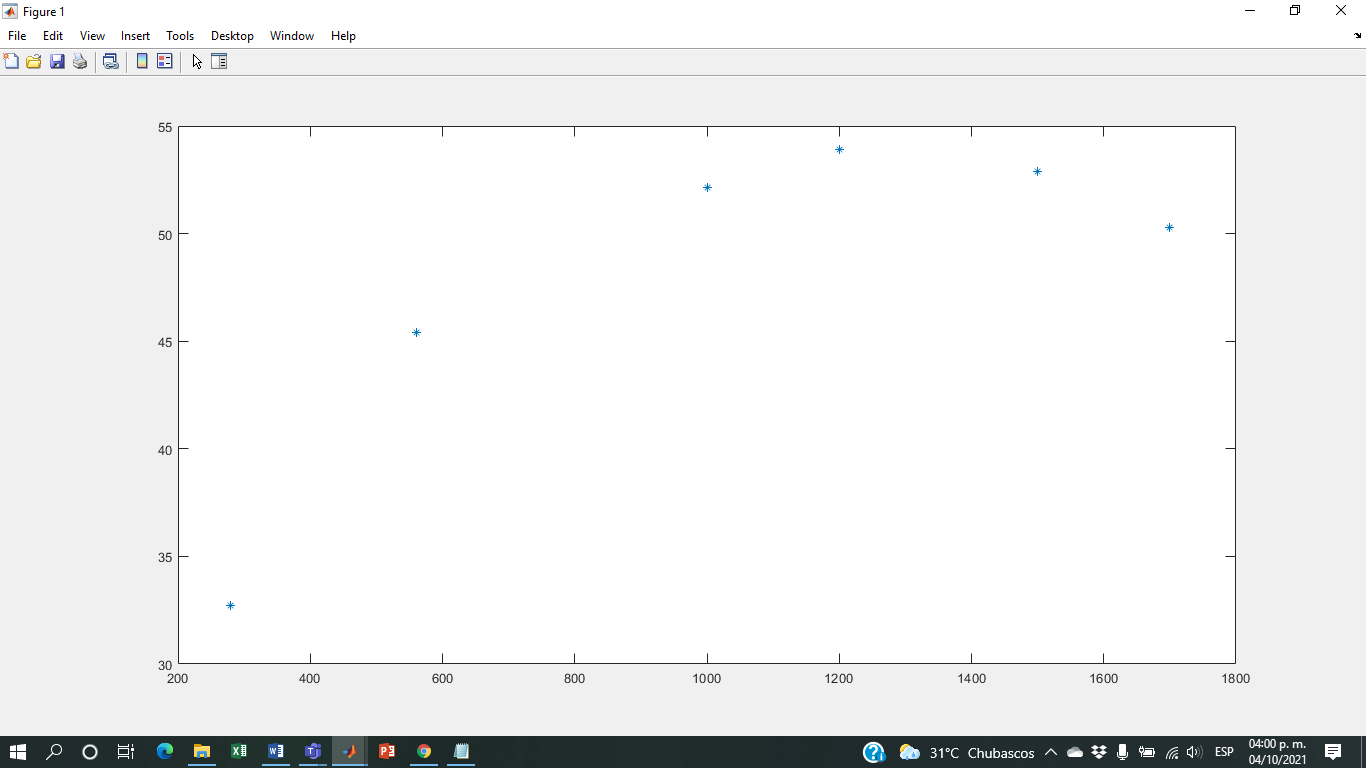 Figure 1
File Edit View Insert Tools Desktop Window Help
55
50
45
40
35
30
200 400 600 800 1000 1200 1400 1600 1800
31°C Chubascos ESP 04:00 p. m.
04/10/2021